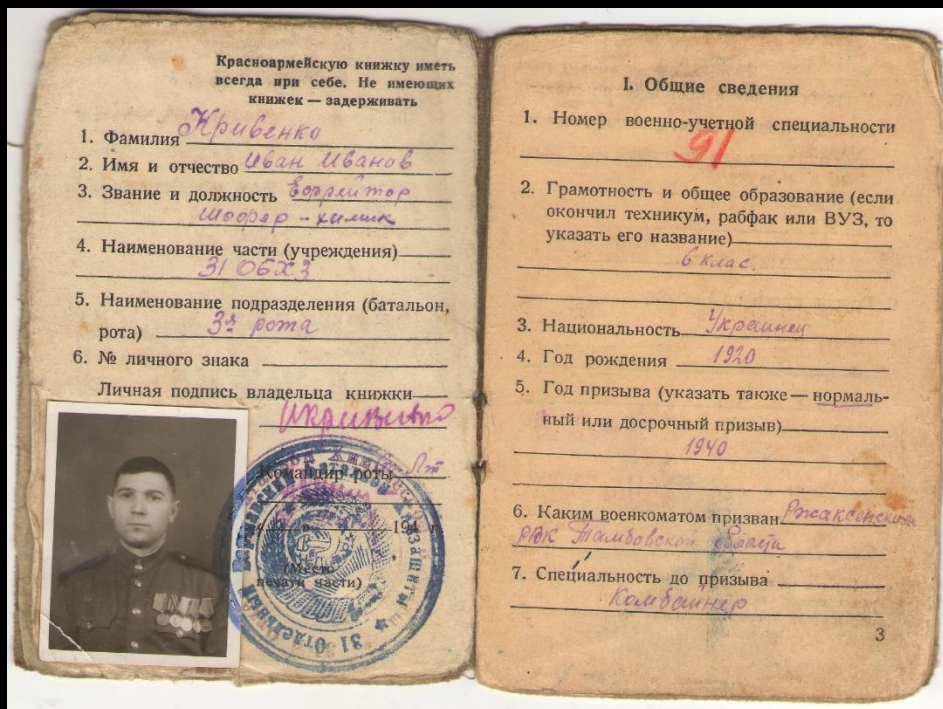 Красноармейскую книжку иметь
всегда при себе. Не имеющих
книжек — задерживать
1. Фамилия Кривенко
2. Имя и отчество Иван Иванов
3. Звание и должность Ефрейтор
Шофер - химик
4. Наименование части (учреждения)
31 ОБХЗ
5. Наименование подразделения (батальон,
рота) 3я рота
6. № личного знака
Личная подпись владельца книжки
Командир роты Лт
194
(Место
печати части)
31 Отдельный
I. Общие сведения
1. Номер военно-учетной специальности
91
2. Грамотность и общее образование (если
окончил техникум, рабфак или ВУЗ, то
указать его название)
6 клас.
3. Национальность Украинец
4. Год рождения 1920
5. Год призыва (указать также — нормаль-
ный или досрочный призыв)
1940
6. Каким военкоматом призван Ржаксенским
РВК Тамбовской области
7. Специальность до призыва
Комбайнер
3